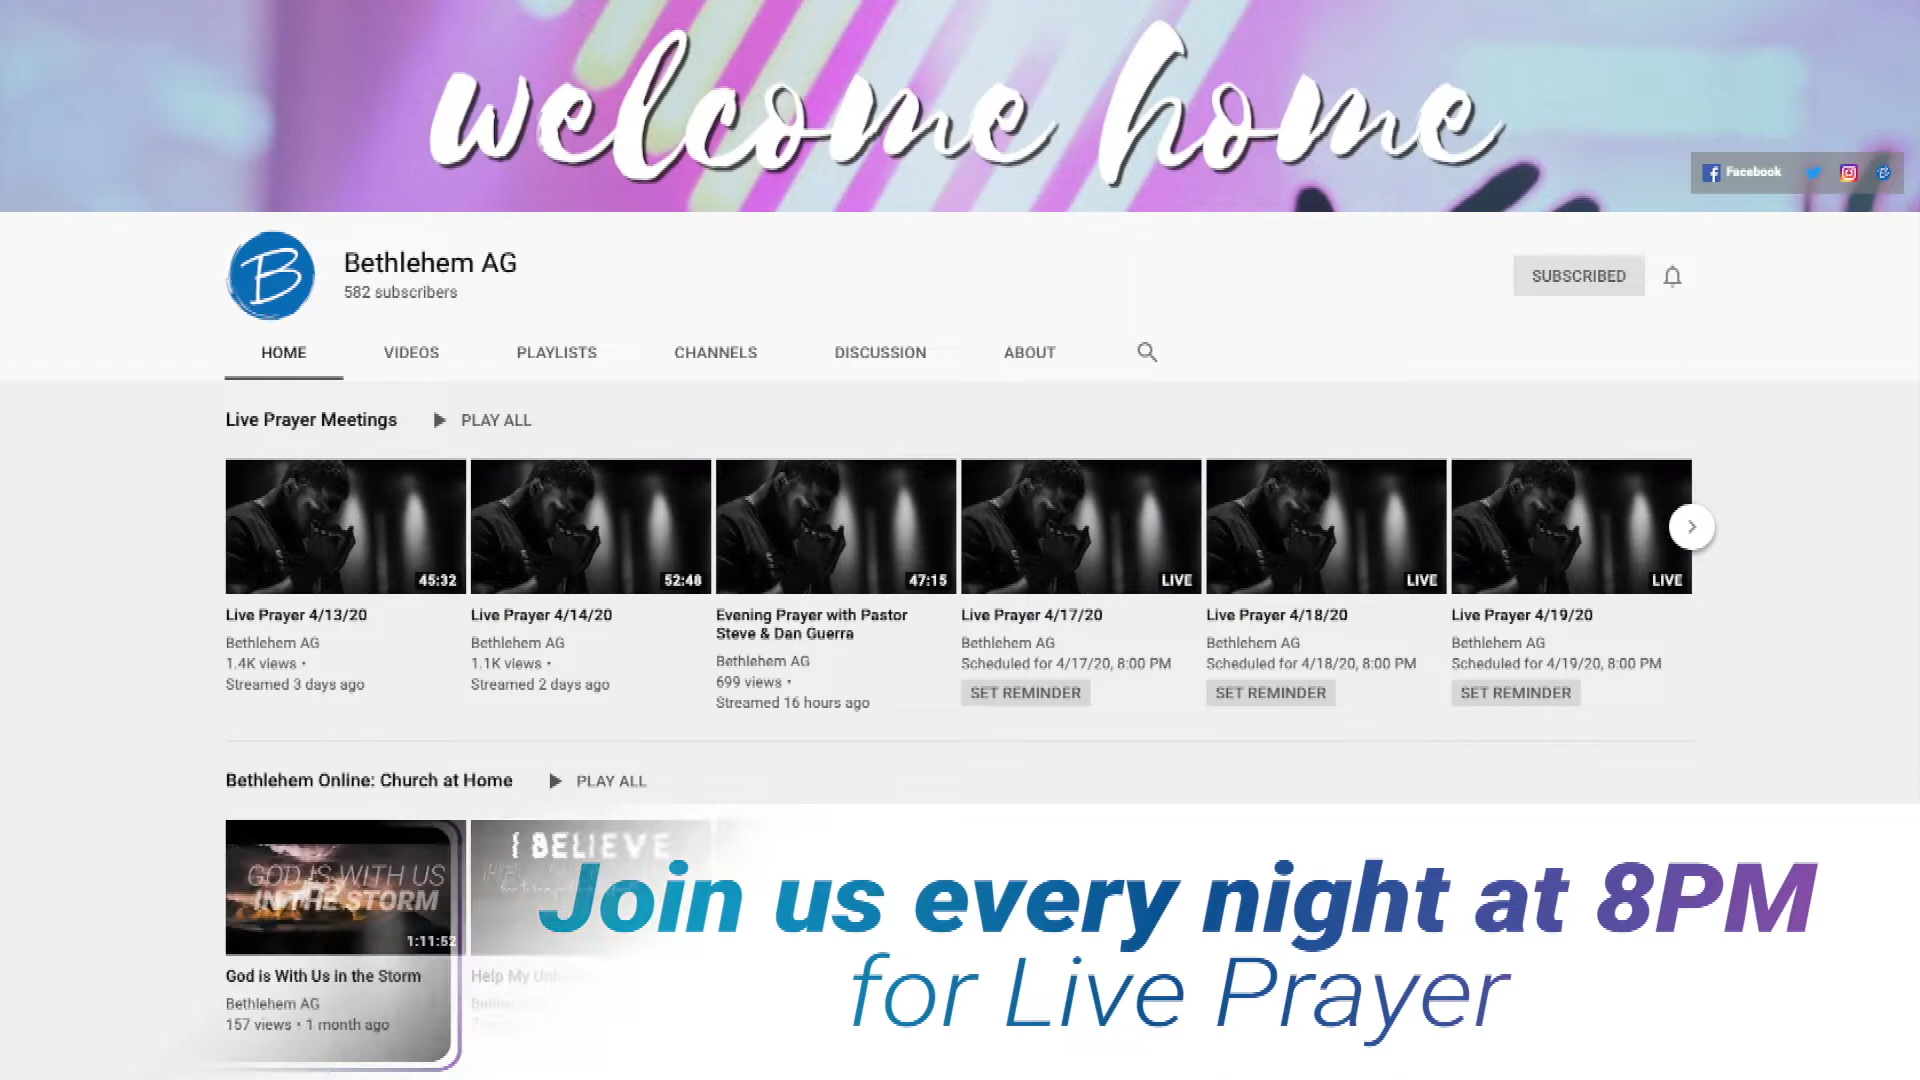 welcome home
Facebook
B
Bethlehem AG
582 subscribers
SUBSCRIBED
HOME VIDEOS PLAYLISTS CHANNELS DISCUSSION ABOUT
Live Prayer Meetings PLAY ALL
45:32 52:48 47:15 LIVE LIVE LIVE
Live Prayer 4/13/20
Bethlehem AG
1.4K views •
Streamed 3 days ago
Live Prayer 4/14/20
Bethlehem AG
1.1K views •
Streamed 2 days ago
Evening Prayer with Pastor
Steve & Dan Guerra
Bethlehem AG
699 views •
Streamed 16 hours ago
Live Prayer 4/17/20
Bethlehem AG
Scheduled for 4/17/20, 8:00 PM
SET REMINDER
Live Prayer 4/18/20
Bethlehem AG
Scheduled for 4/18/20, 8:00 PM
SET REMINDER
Live Prayer 4/19/20
Bethlehem AG
Scheduled for 4/19/20, 8:00 PM
SET REMINDER
Bethlehem Online: Church at Home PLAY ALL
GOD IS WITH US
IN THE STORM
1:11:52
God is With Us in the Storm
Bethlehem AG
157 views • 1 month ago
I BELIEVE
Help My
Join us every night at 8PM
for Live Prayer